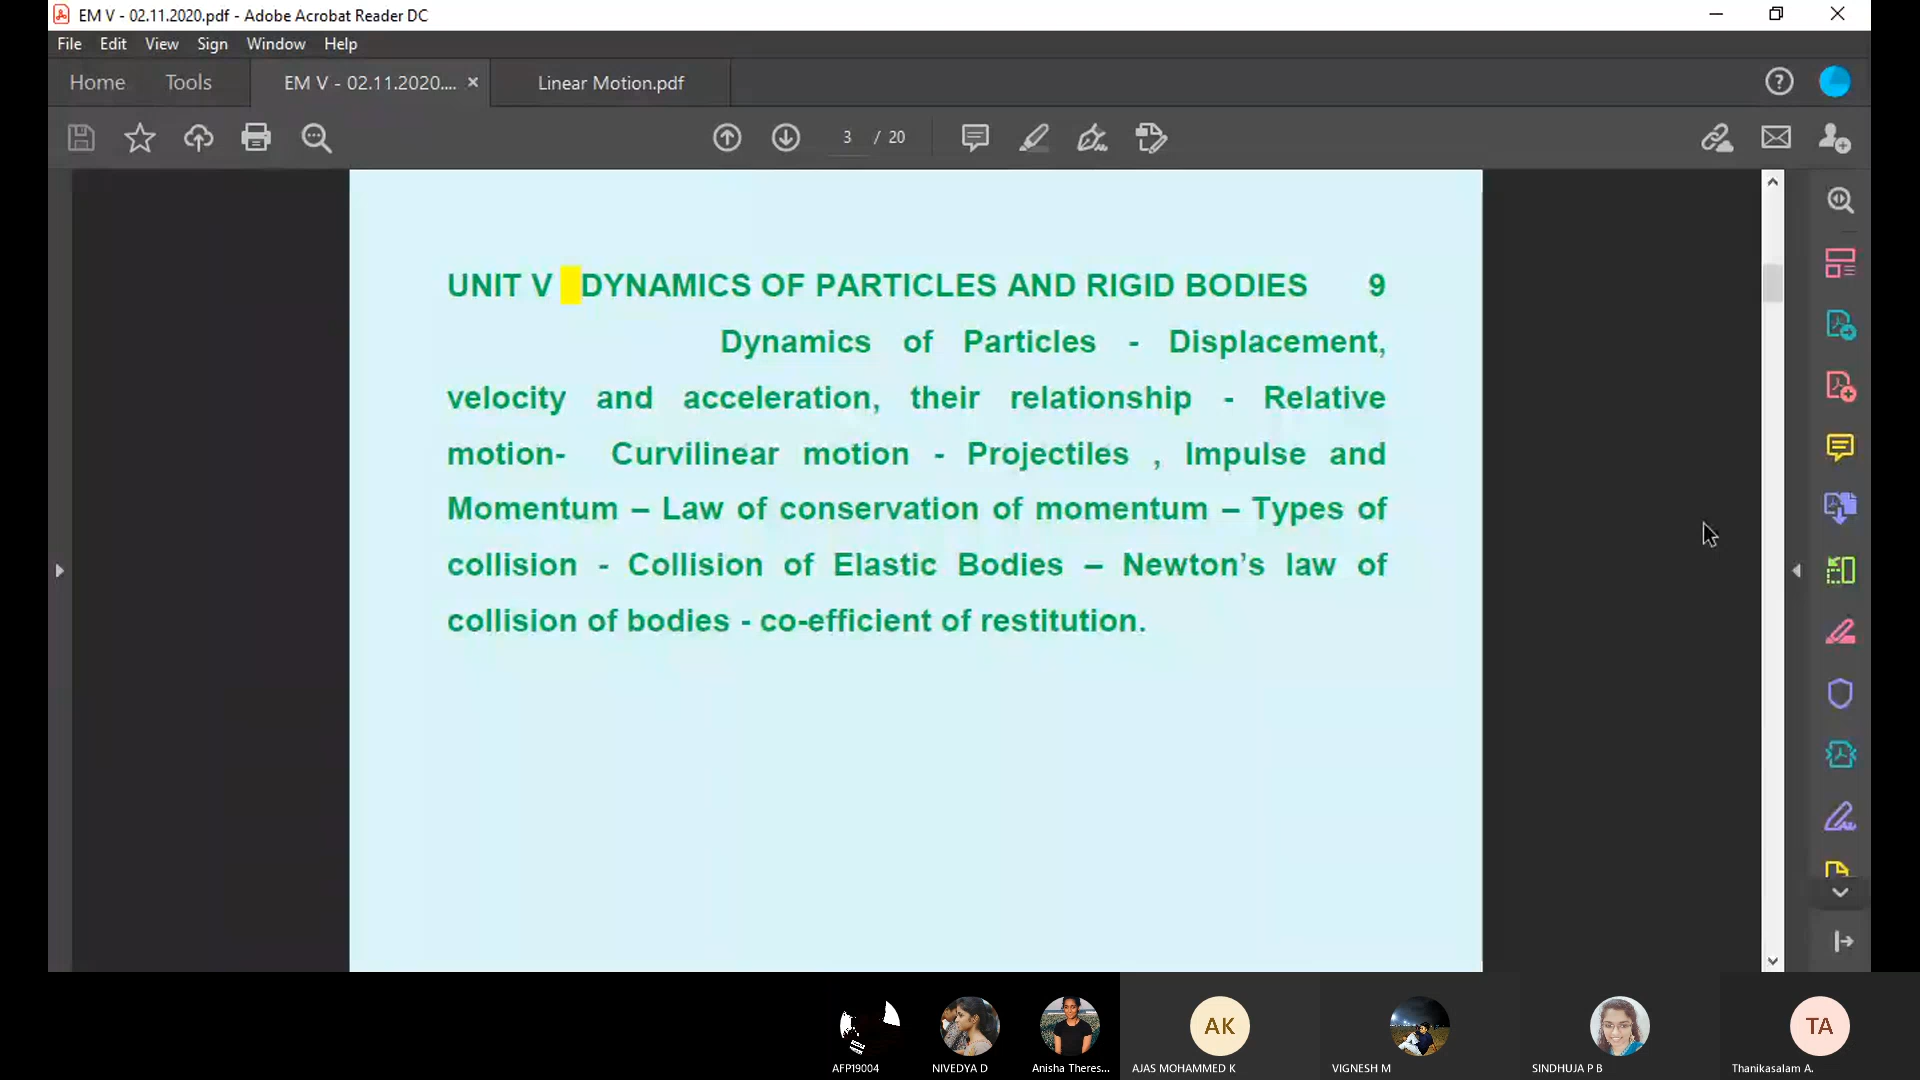 EM V - 02.11.2020.pdf - Adobe Acrobat Reader DC
File Edit View Sign Window Help
Home Tools EM V - 02.11.2020.... × Linear Motion.pdf
3 / 20
UNIT V DYNAMICS OF PARTICLES AND RIGID BODIES 9
Dynamics of Particles - Displacement,
velocity and acceleration, their relationship - Relative
motion- Curvilinear motion - Projectiles , Impulse and
Momentum – Law of conservation of momentum – Types of
collision - Collision of Elastic Bodies – Newton’s law of
collision of bodies - co-efficient of restitution.
AK TA
AFP19004 NIVEDYA D Anisha Theres... AJAS MOHAMMED K VIGNESH M SINDHUJA P B Thanikasalam A.